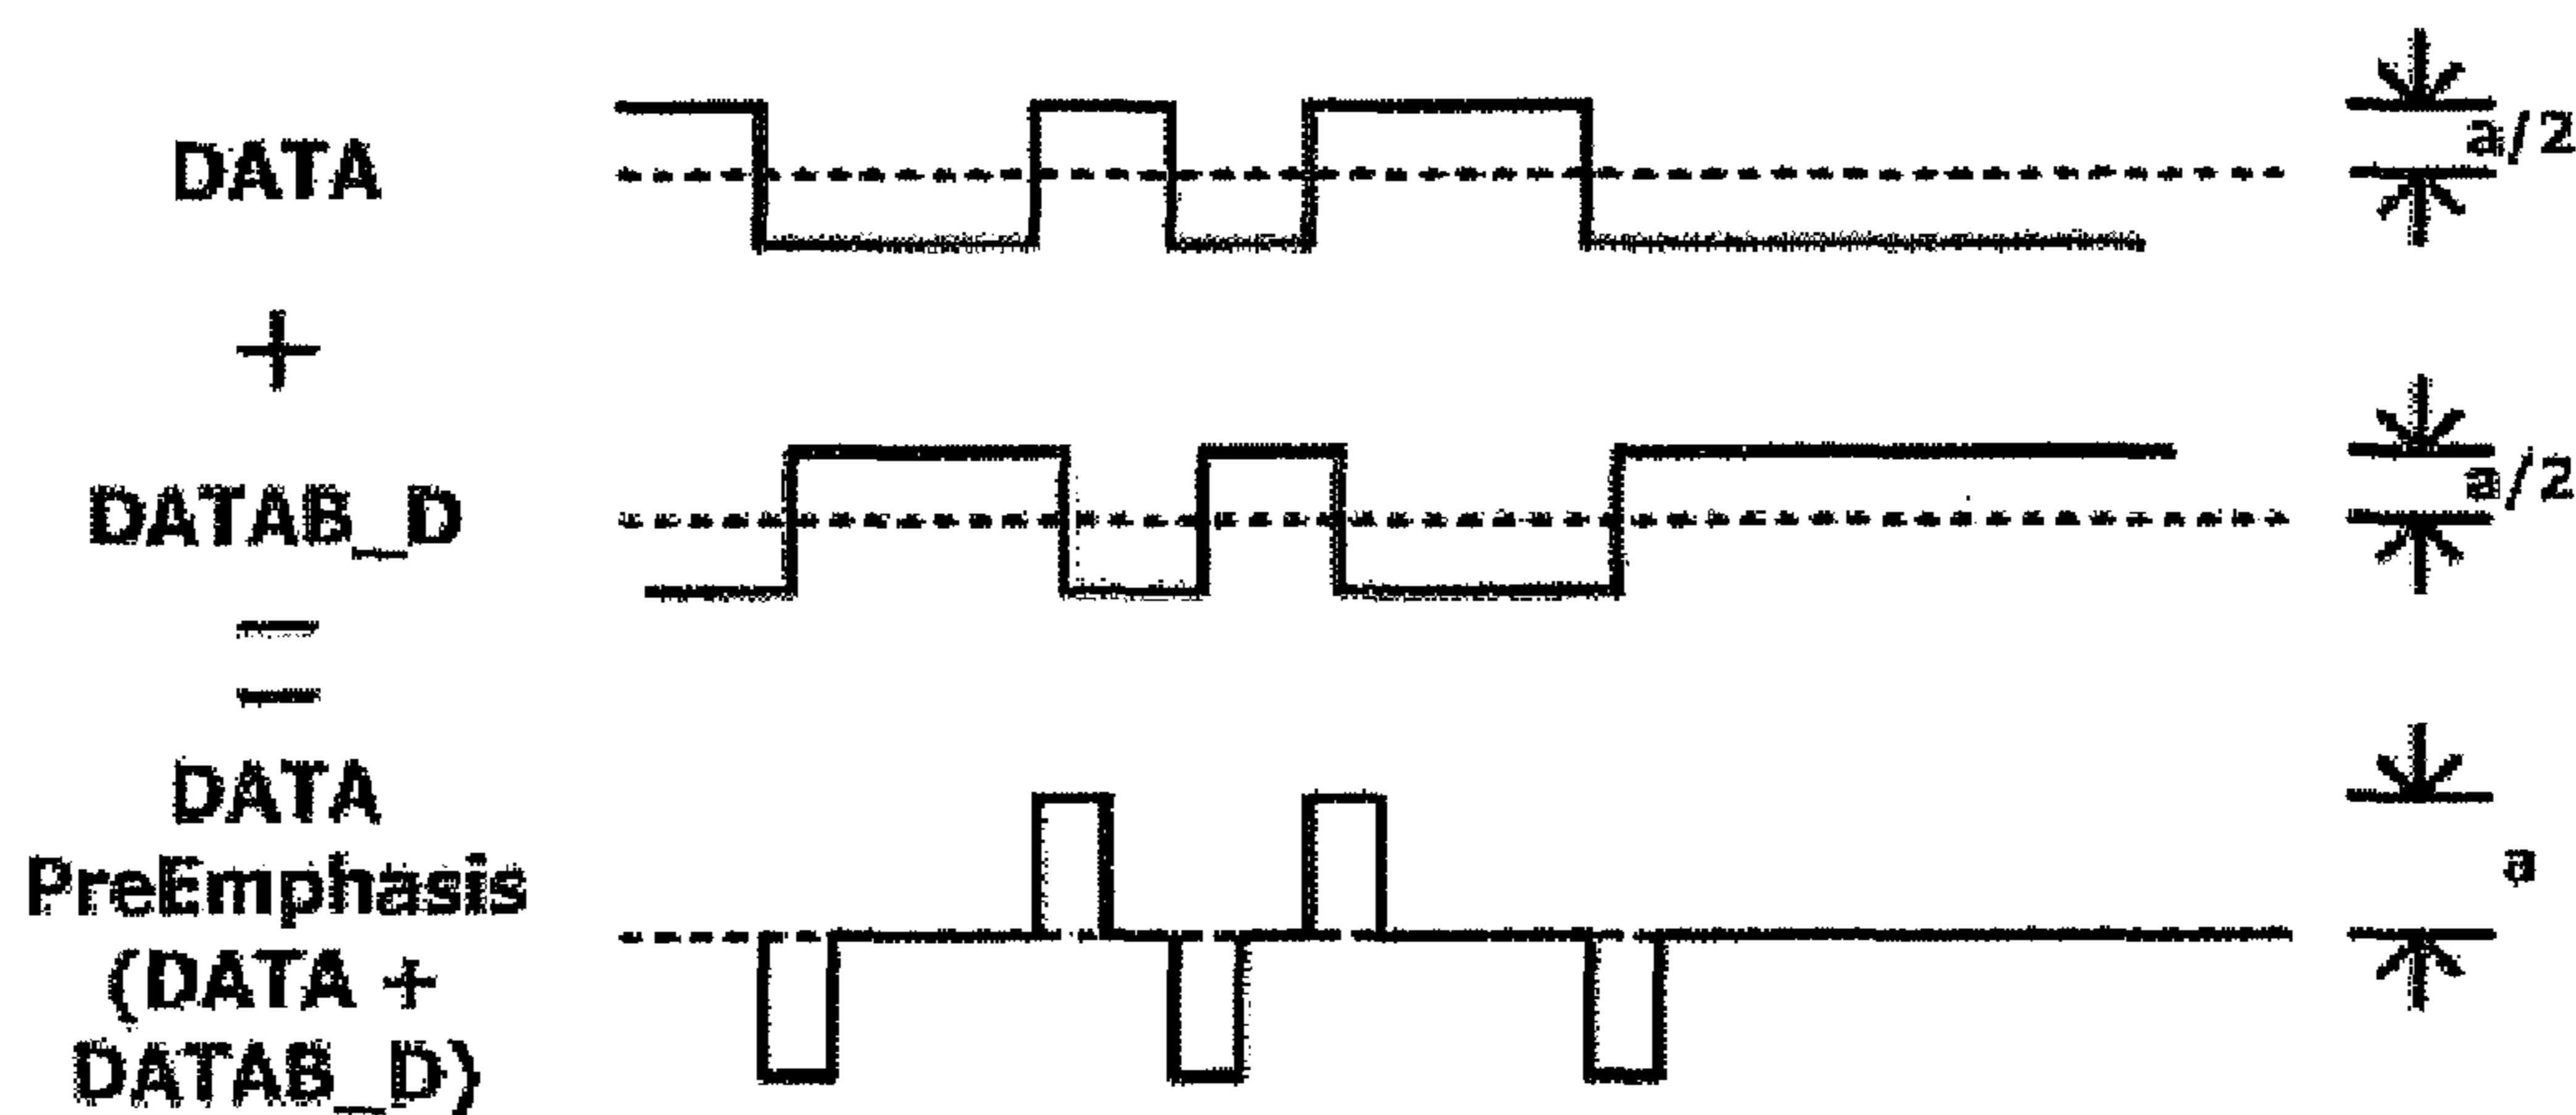 DATA
a/2
+
DATAB_D
a/2
=
DATA
PreEmphasis
(DATA +
DATAB_D)
a